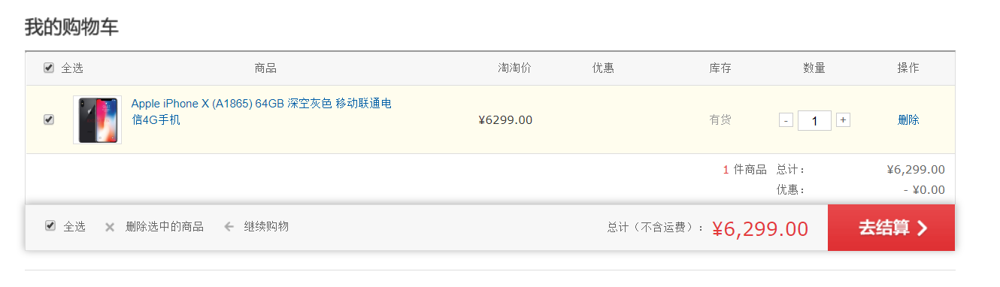 我的购物车
全选 商品 淘淘价 优惠 库存 数量 操作
Apple iPhone X (A1865) 64GB 深空灰色 移动联通电
信4G手机
¥6299.00 有货 - 1 + 删除
1 件商品 总计： ¥6,299.00
优惠： - ¥0.00
全选 删除选中的商品 继续购物 总计（不含运费）： ¥6,299.00 去结算